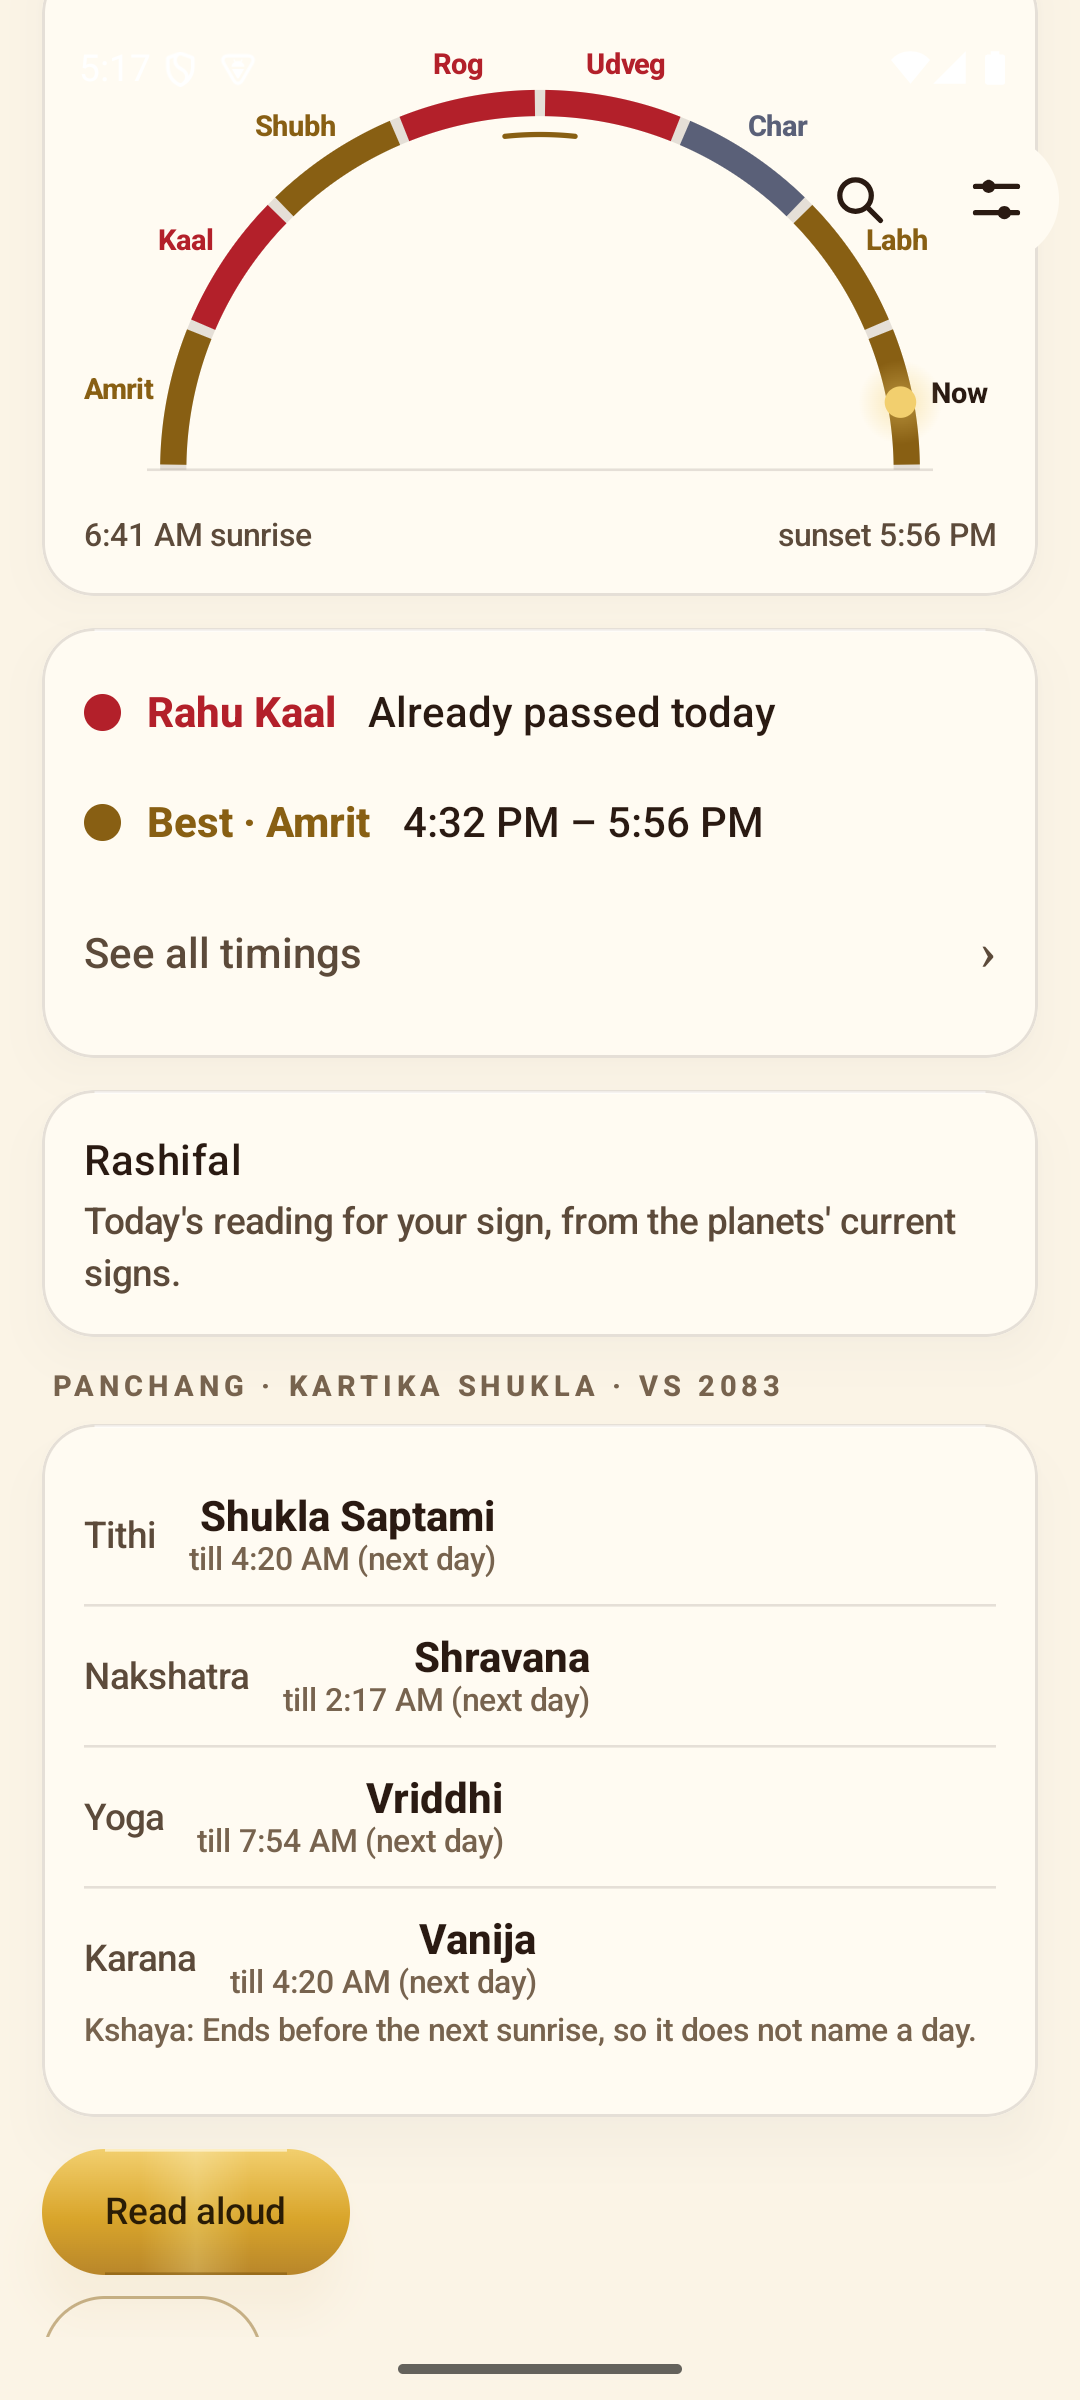 5:17
Rog
Udveg
Shubh
Char
Kaal
Labh
Amrit
Now
6:41 AM sunrise
sunset 5:56 PM
Rahu Kaal Already passed today
Best · Amrit 4:32 PM – 5:56 PM
See all timings ›
Rashifal
Today's reading for your sign, from the planets' current
signs.
PANCHANG · KARTIKA SHUKLA · VS 2083
Tithi
Shukla Saptami
till 4:20 AM (next day)
Nakshatra
Shravana
till 2:17 AM (next day)
Yoga
Vriddhi
till 7:54 AM (next day)
Karana
Vanija
till 4:20 AM (next day)
Kshaya: Ends before the next sunrise, so it does not name a day.
Read aloud